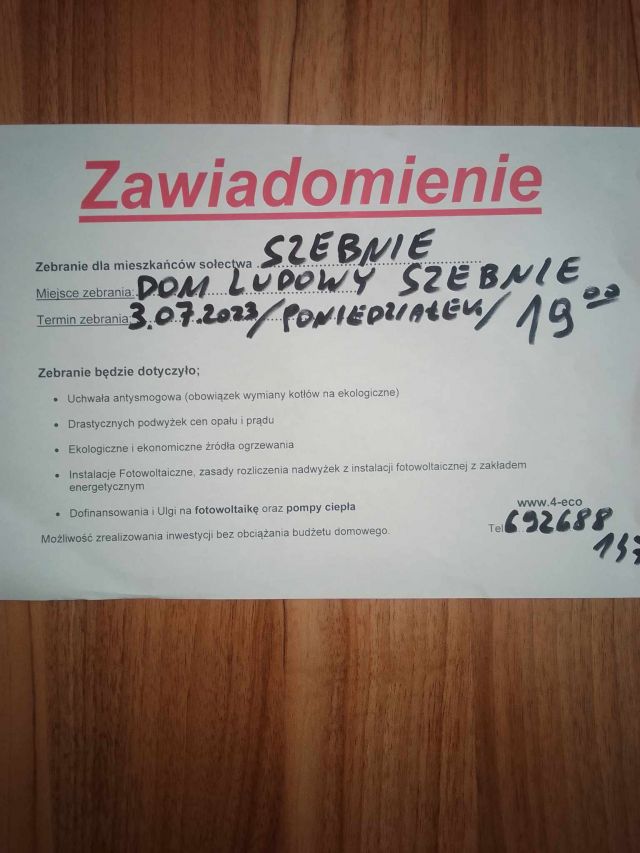 Zawiadomienie
Zebranie dla mieszkańców sołectwa SZEBNIE
Miejsce zebrania: DOM LUDOWY SZEBNIE
Termin zebrania: 3.07.2023/PONIEDZIAŁEK/ 19 00
Zebranie będzie dotyczyło;
• Uchwała antysmogowa (obowiązek wymiany kotłów na ekologiczne)
• Drastycznych podwyżek cen opału i prądu
• Ekologiczne i ekonomiczne źródła ogrzewania
• Instalacje Fotowoltaiczne, zasady rozliczenia nadwyżek z instalacji fotowoltaicznej z zakładem
energetycznym
• Dofinansowania i Ulgi na fotowoltaikę oraz pompy ciepła
Możliwość zrealizowania inwestycji bez obciążania budżetu domowego.
www.4-eco
Tel 692688